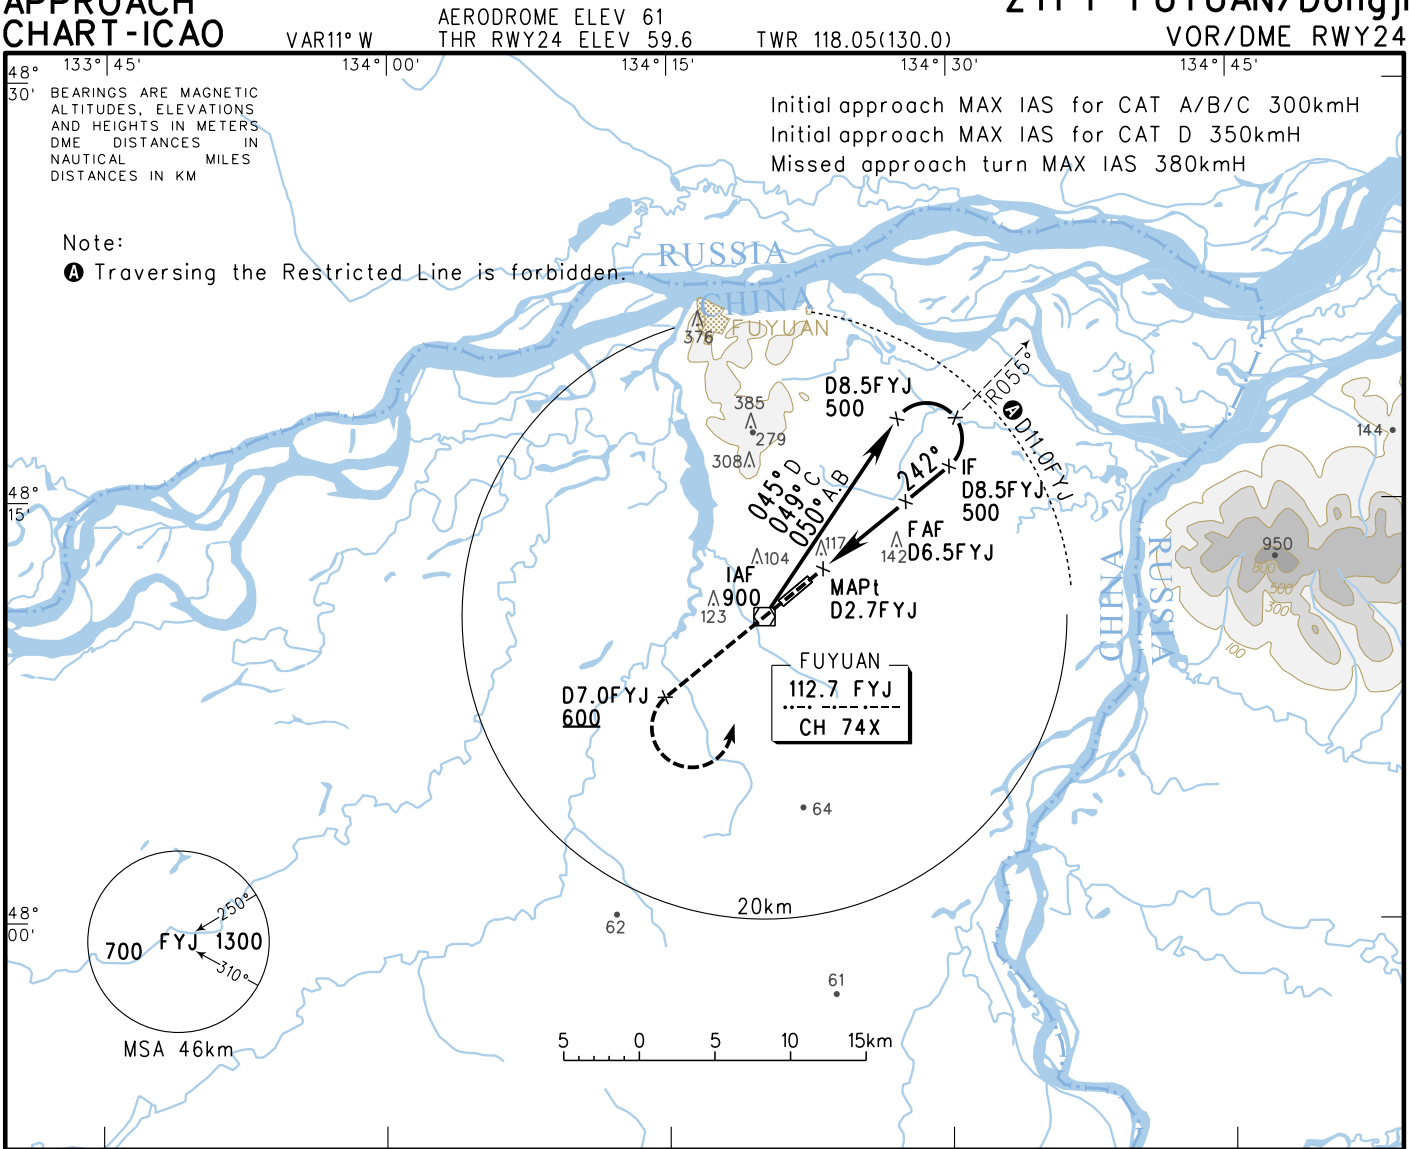 APPROACH
CHART-ICAO
VAR11° W
AERODROME ELEV 61
THR RWY24 ELEV 59.6
TWR 118.05(130.0)
ZYFY FUYUAN/Dongji
VOR/DME RWY24
48°
30'
133°45'
134°00'
134°15'
134°30'
134°45'
BEARINGS ARE MAGNETIC
ALTITUDES, ELEVATIONS
AND HEIGHTS IN METERS
DME DISTANCES IN
NAUTICAL MILES
DISTANCES IN KM
Initial approach MAX IAS for CAT A/B/C 300kmH
Initial approach MAX IAS for CAT D 350kmH
Missed approach turn MAX IAS 380kmH
Note:
A Traversing the Restricted Line is forbidden.
RUSSIA
CHINA
FUYUAN
376
385
279
308
D8.5FYJ
500
R055°
A D11.0FYJ
144
242°
IF
D8.5FYJ
500
045° D
049° C
050° A.B
48°
15'
FAF
D6.5FYJ
142
117
104
950
800
500
300
100
IAF
900
123
MAPt
D2.7FYJ
CHINA
RUSSIA
FUYUAN
112.7 FYJ
CH 74X
D7.0FYJ
600
64
20km
62
61
48°
00'
250°
700 FYJ 1300
310°
MSA 46km
5 0 5 10 15km